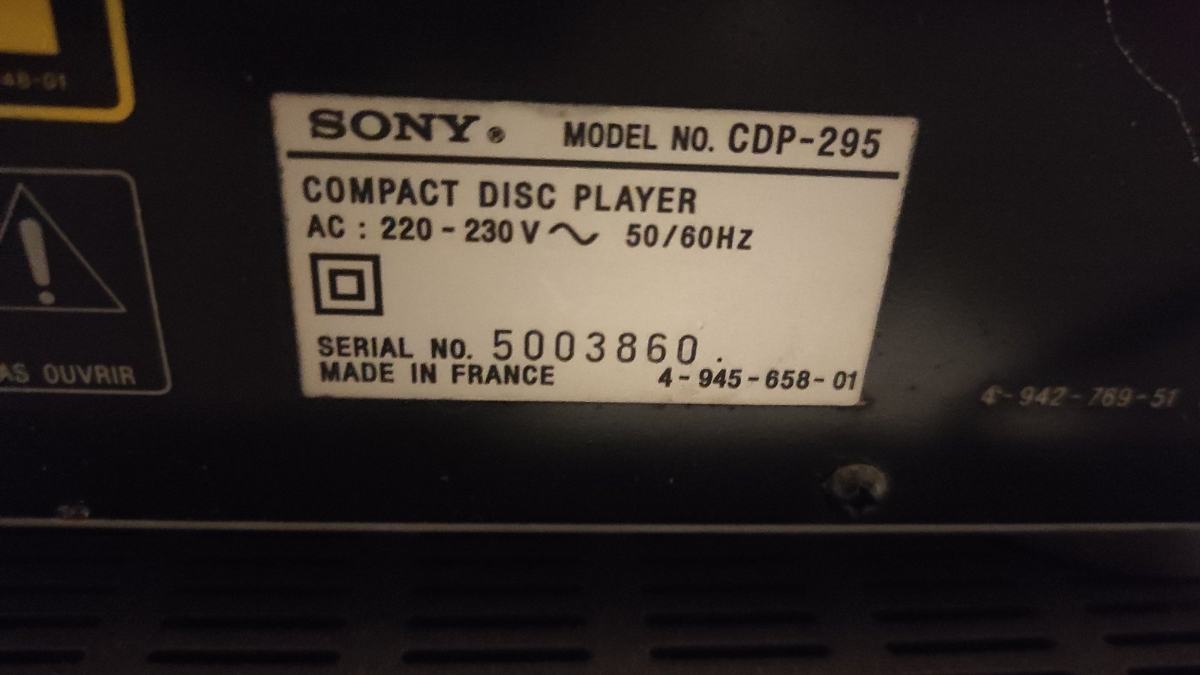 48-01
SONY® MODEL NO. CDP-295
COMPACT DISC PLAYER
AC : 220 - 230 V ~ 50/60Hz
SERIAL NO. 5003860.
MADE IN FRANCE 4-945-658-01
AS OUVRIR
4-942-769-51